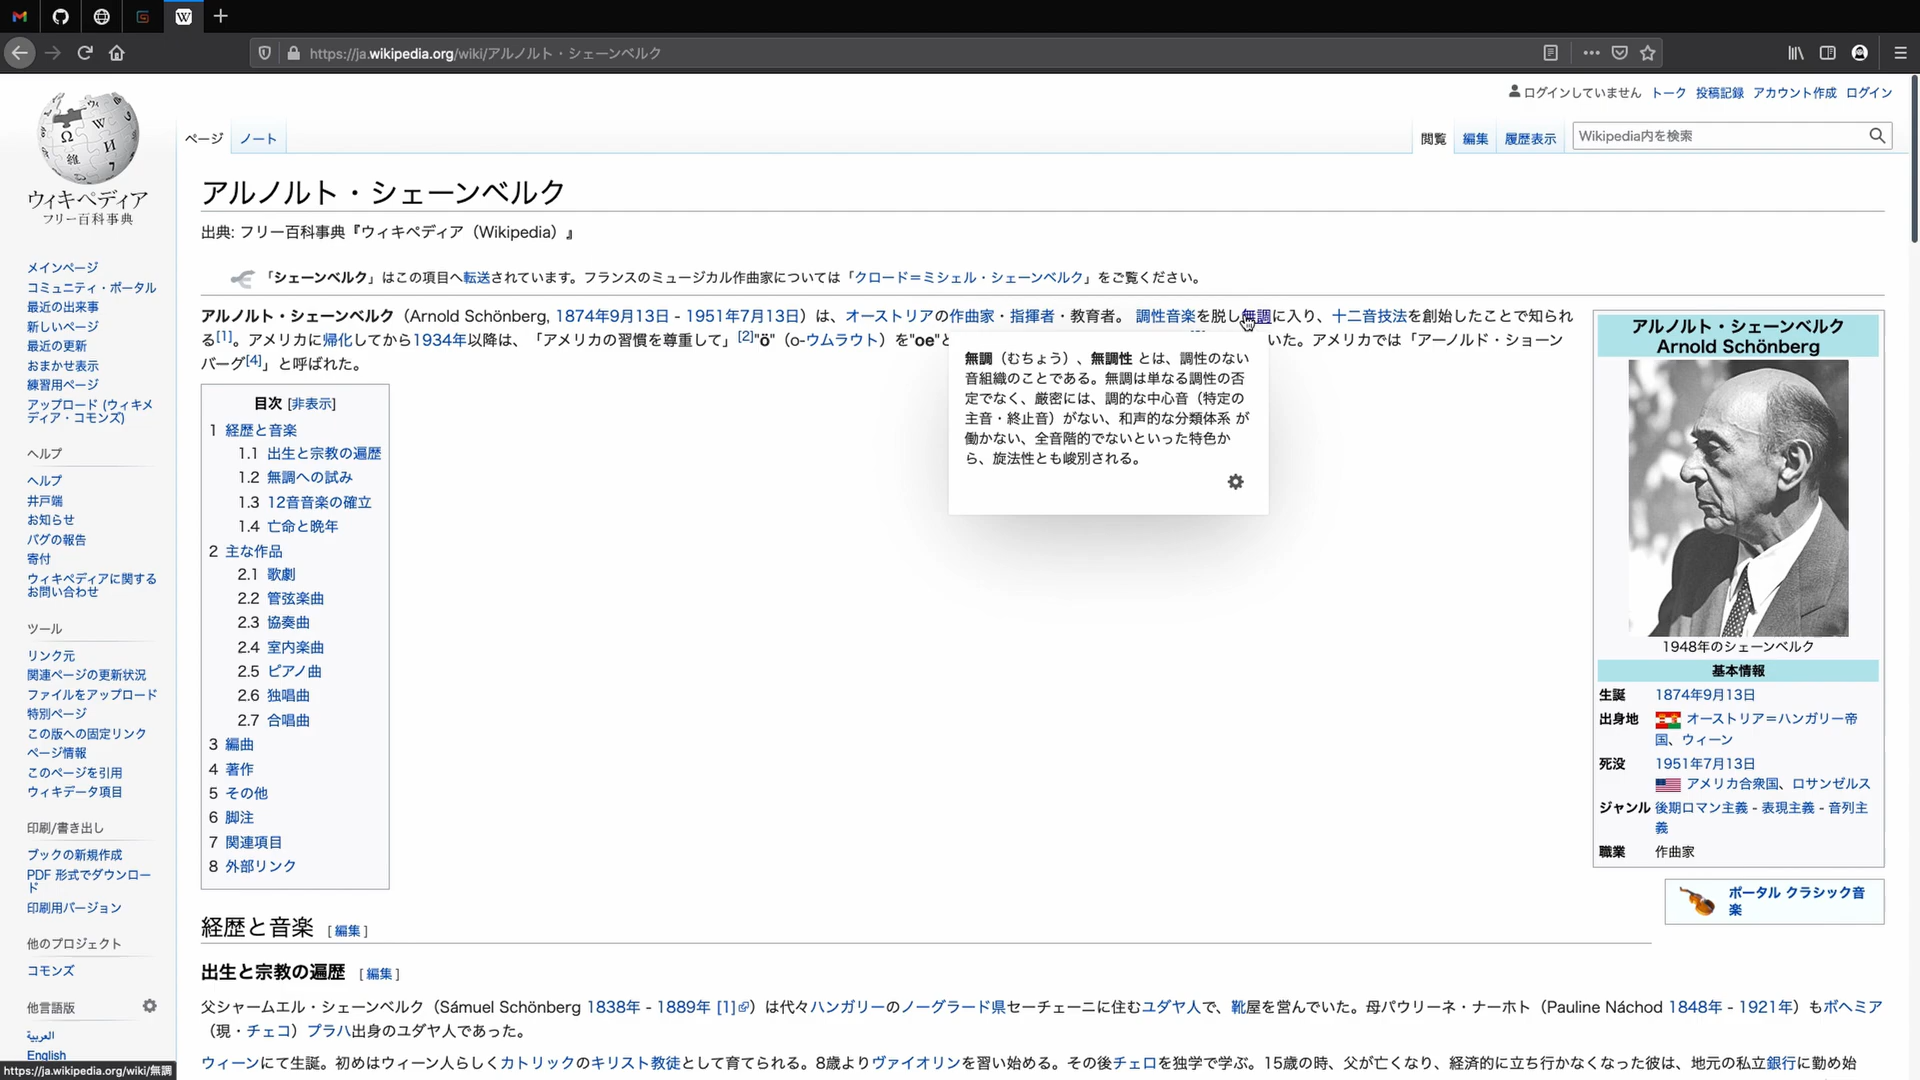 https://ja.wikipedia.org/wiki/アルノルト・シェーンベルク
ログインしていません トーク 投稿記録 アカウント作成 ログイン
ページ ノート 閲覧 編集 履歴表示 Wikipedia内を検索
ウィキペディア
フリー百科事典
メインページ
コミュニティ・ポータル
最近の出来事
新しいページ
最近の更新
おまかせ表示
練習用ページ
アップロード (ウィキメ
ディア・コモンズ)
ヘルプ
ヘルプ
井戸端
お知らせ
バグの報告
寄付
ウィキペディアに関する
お問い合わせ
ツール
リンク元
関連ページの更新状況
ファイルをアップロード
特別ページ
この版への固定リンク
ページ情報
このページを引用
ウィキデータ項目
印刷/書き出し
ブックの新規作成
PDF 形式でダウンロー
ド
印刷用バージョン
他のプロジェクト
コモンズ
他言語版
العربية
English
https://ja.wikipedia.org/wiki/無調
アルノルト・シェーンベルク
出典: フリー百科事典『ウィキペディア（Wikipedia）』
「シェーンベルク」はこの項目へ転送されています。フランスのミュージカル作曲家については「クロード＝ミシェル・シェーンベルク」をご覧ください。
アルノルト・シェーンベルク（Arnold Schönberg, 1874年9月13日 - 1951年7月13日）は、オーストリアの作曲家・指揮者・教育者。 調性音楽を脱し無調に入り、十二音技法を創始したことで知られ
る[1]。アメリカに帰化してから1934年以降は、「アメリカの習慣を尊重して」[2]"ö"（o-ウムラウト）を"oe"と いた。アメリカでは「アーノルド・ショーン
バーグ[4]」と呼ばれた。
無調（むちょう）、無調性 とは、調性のない
音組織のことである。無調は単なる調性の否
定でなく、厳密には、調的な中心音（特定の
主音・終止音）がない、和声的な分類体系 が
働かない、全音階的でないといった特色か
ら、旋法性とも峻別される。
目次 [非表示]
1 経歴と音楽
1.1 出生と宗教の遍歴
1.2 無調への試み
1.3 12音音楽の確立
1.4 亡命と晩年
2 主な作品
2.1 歌劇
2.2 管弦楽曲
2.3 協奏曲
2.4 室内楽曲
2.5 ピアノ曲
2.6 独唱曲
2.7 合唱曲
3 編曲
4 著作
5 その他
6 脚注
7 関連項目
8 外部リンク
アルノルト・シェーンベルク
Arnold Schönberg
1948年のシェーンベルク
基本情報
生誕 1874年9月13日
出身地 オーストリア＝ハンガリー帝
国、ウィーン
死没 1951年7月13日
アメリカ合衆国、ロサンゼルス
ジャンル 後期ロマン主義 - 表現主義 - 音列主
義
職業 作曲家
ポータル クラシック音
楽
経歴と音楽 [ 編集 ]
出生と宗教の遍歴 [ 編集 ]
父シャームエル・シェーンベルク（Sámuel Schönberg 1838年 - 1889年 [1]）は代々ハンガリーのノーグラード県セーチェーニに住むユダヤ人で、靴屋を営んでいた。母パウリーネ・ナーホト（Pauline Náchod 1848年 - 1921年）もボヘミア
（現・チェコ）プラハ出身のユダヤ人であった。
ウィーンにて生誕。初めはウィーン人らしくカトリックのキリスト教徒として育てられる。8歳よりヴァイオリンを習い始める。その後チェロを独学で学ぶ。15歳の時、父が亡くなり、経済的に立ち行かなくなった彼は、地元の私立銀行に勤め始